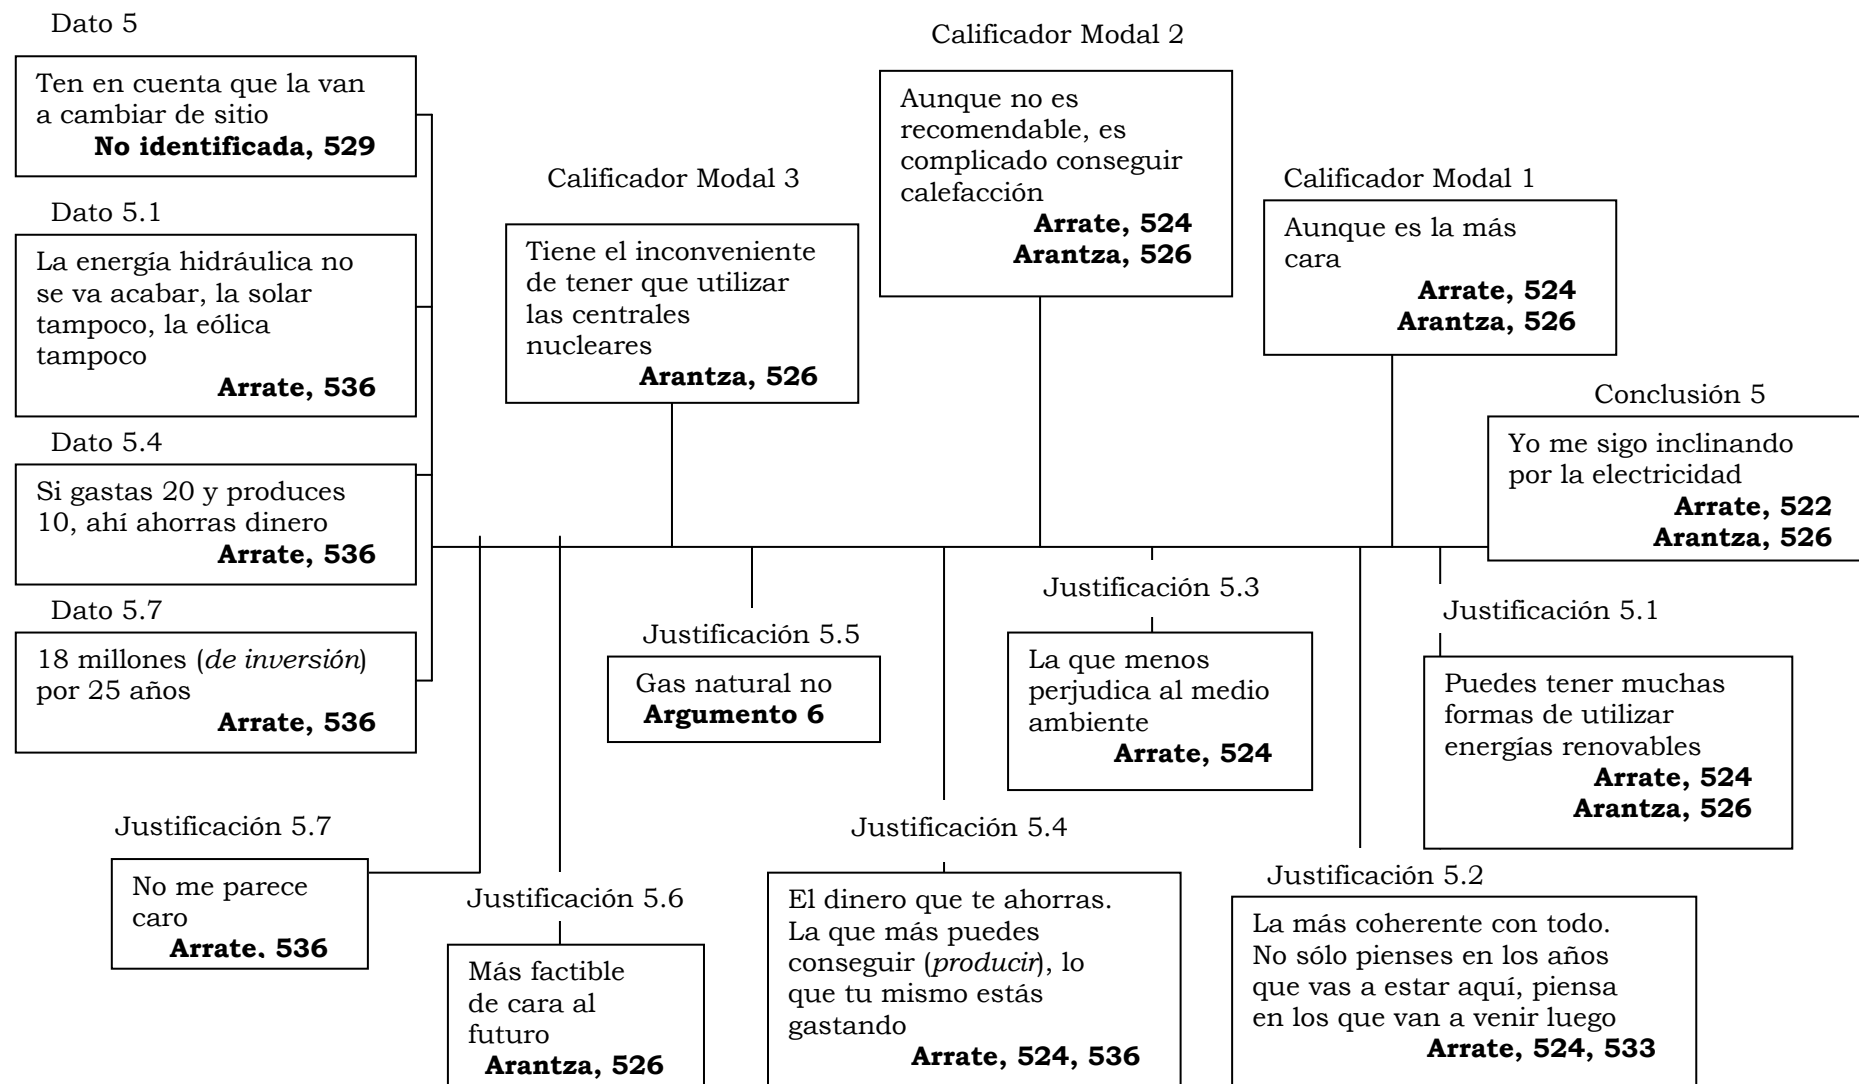 Dato 5
Ten en cuenta que la van
a cambiar de sitio
No identificada, 529
Dato 5.1
La energía hidráulica no
se va acabar, la solar
tampoco, la eólica
tampoco
Arrate, 536
Dato 5.4
Si gastas 20 y produces
10, ahí ahorras dinero
Arrate, 536
Dato 5.7
18 millones (de inversión)
por 25 años
Arrate, 536
Calificador Modal 3
Tiene el inconveniente
de tener que utilizar
las centrales
nucleares
Arantza, 526
Calificador Modal 2
Aunque no es
recomendable, es
complicado conseguir
calefacción
Arrate, 524
Arantza, 526
Calificador Modal 1
Aunque es la más
cara
Arrate, 524
Arantza, 526
Conclusión 5
Yo me sigo inclinando
por la electricidad
Arrate, 522
Arantza, 526
Justificación 5.7
No me parece
caro
Arrate, 536
Justificación 5.6
Más factible
de cara al
futuro
Arantza, 526
Justificación 5.5
Gas natural no
Argumento 6
Justificación 5.4
El dinero que te ahorras.
La que más puedes
conseguir (producir), lo
que tu mismo estás
gastando
Arrate, 524, 536
Justificación 5.3
La que menos
perjudica al medio
ambiente
Arrate, 524
Justificación 5.2
La más coherente con todo.
No sólo pienses en los años
que vas a estar aquí, piensa
en los que van a venir luego
Arrate, 524, 533
Justificación 5.1
Puedes tener muchas
formas de utilizar
energías renovables
Arrate, 524
Arantza, 526